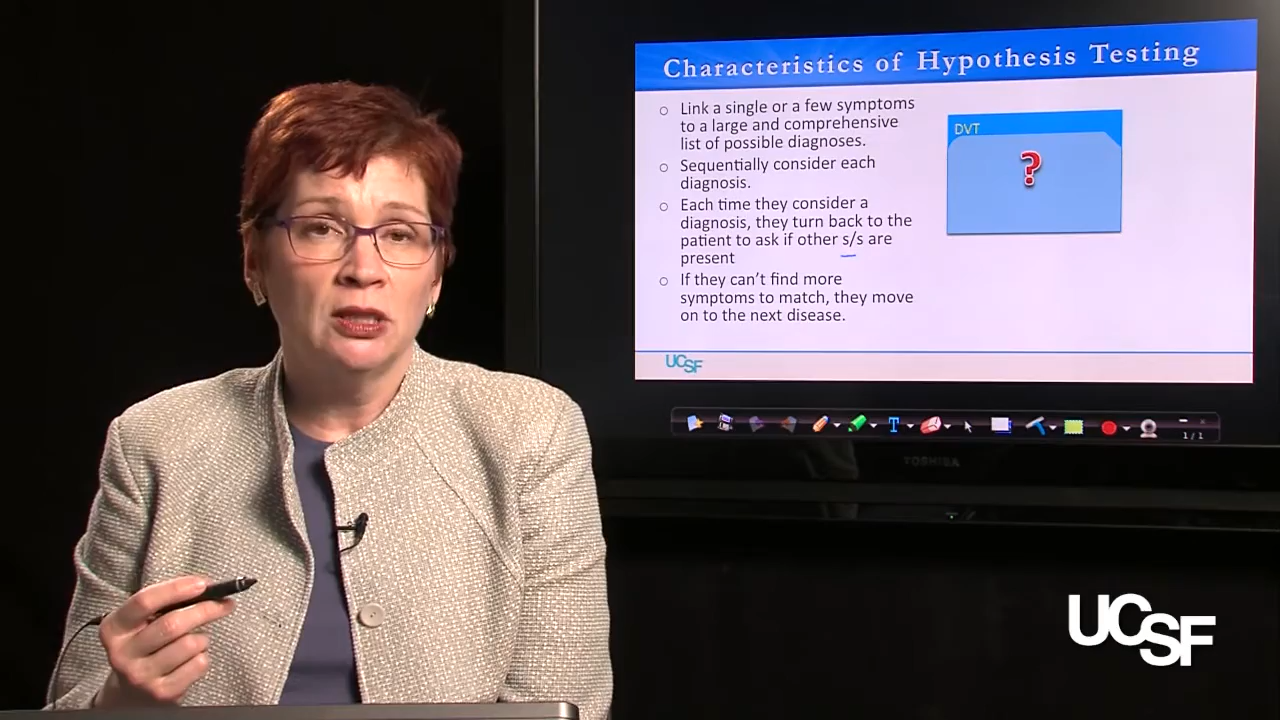 Characteristics of Hypothesis Testing
○ Link a single or a few symptoms
to a large and comprehensive
list of possible diagnoses.
○ Sequentially consider each
diagnosis.
○ Each time they consider a
diagnosis, they turn back to the
patient to ask if other s/s are
present
○ If they can’t find more
symptoms to match, they move
on to the next disease.
DVT
?
UCSF
T
1/1
TOSHIBA
UCSF